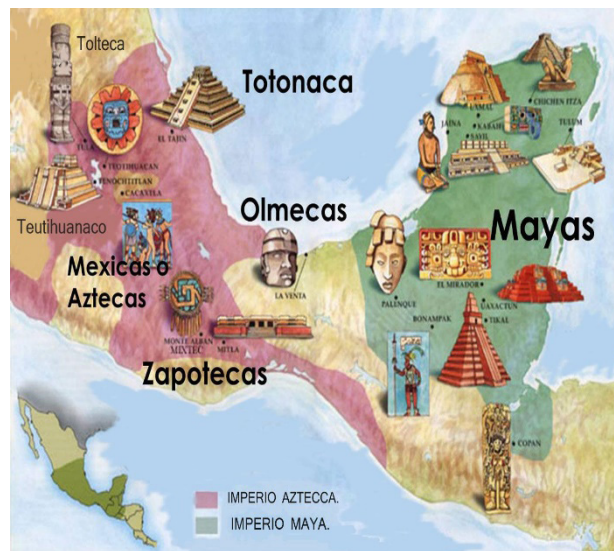 Tolteca
Totonaca
EL TAJIN
TULA
TEOTIHUACAN
TENOCHTITLAN
CACAXTLA
Teutihuanaco
Mexicas o
Aztecas
Olmecas
LA VENTA
MONTE ALBAN
MIXTEC
MITLA
Zapotecas
UXMAL
CHICHEN ITZA
JAINA
KABAH
SAYIL
TULUM
Mayas
PALENQUE
EL MIRADOR
UAXACTUN
TIKAL
BONAMPAK
COPAN
IMPERIO AZTECCA.
IMPERIO MAYA.